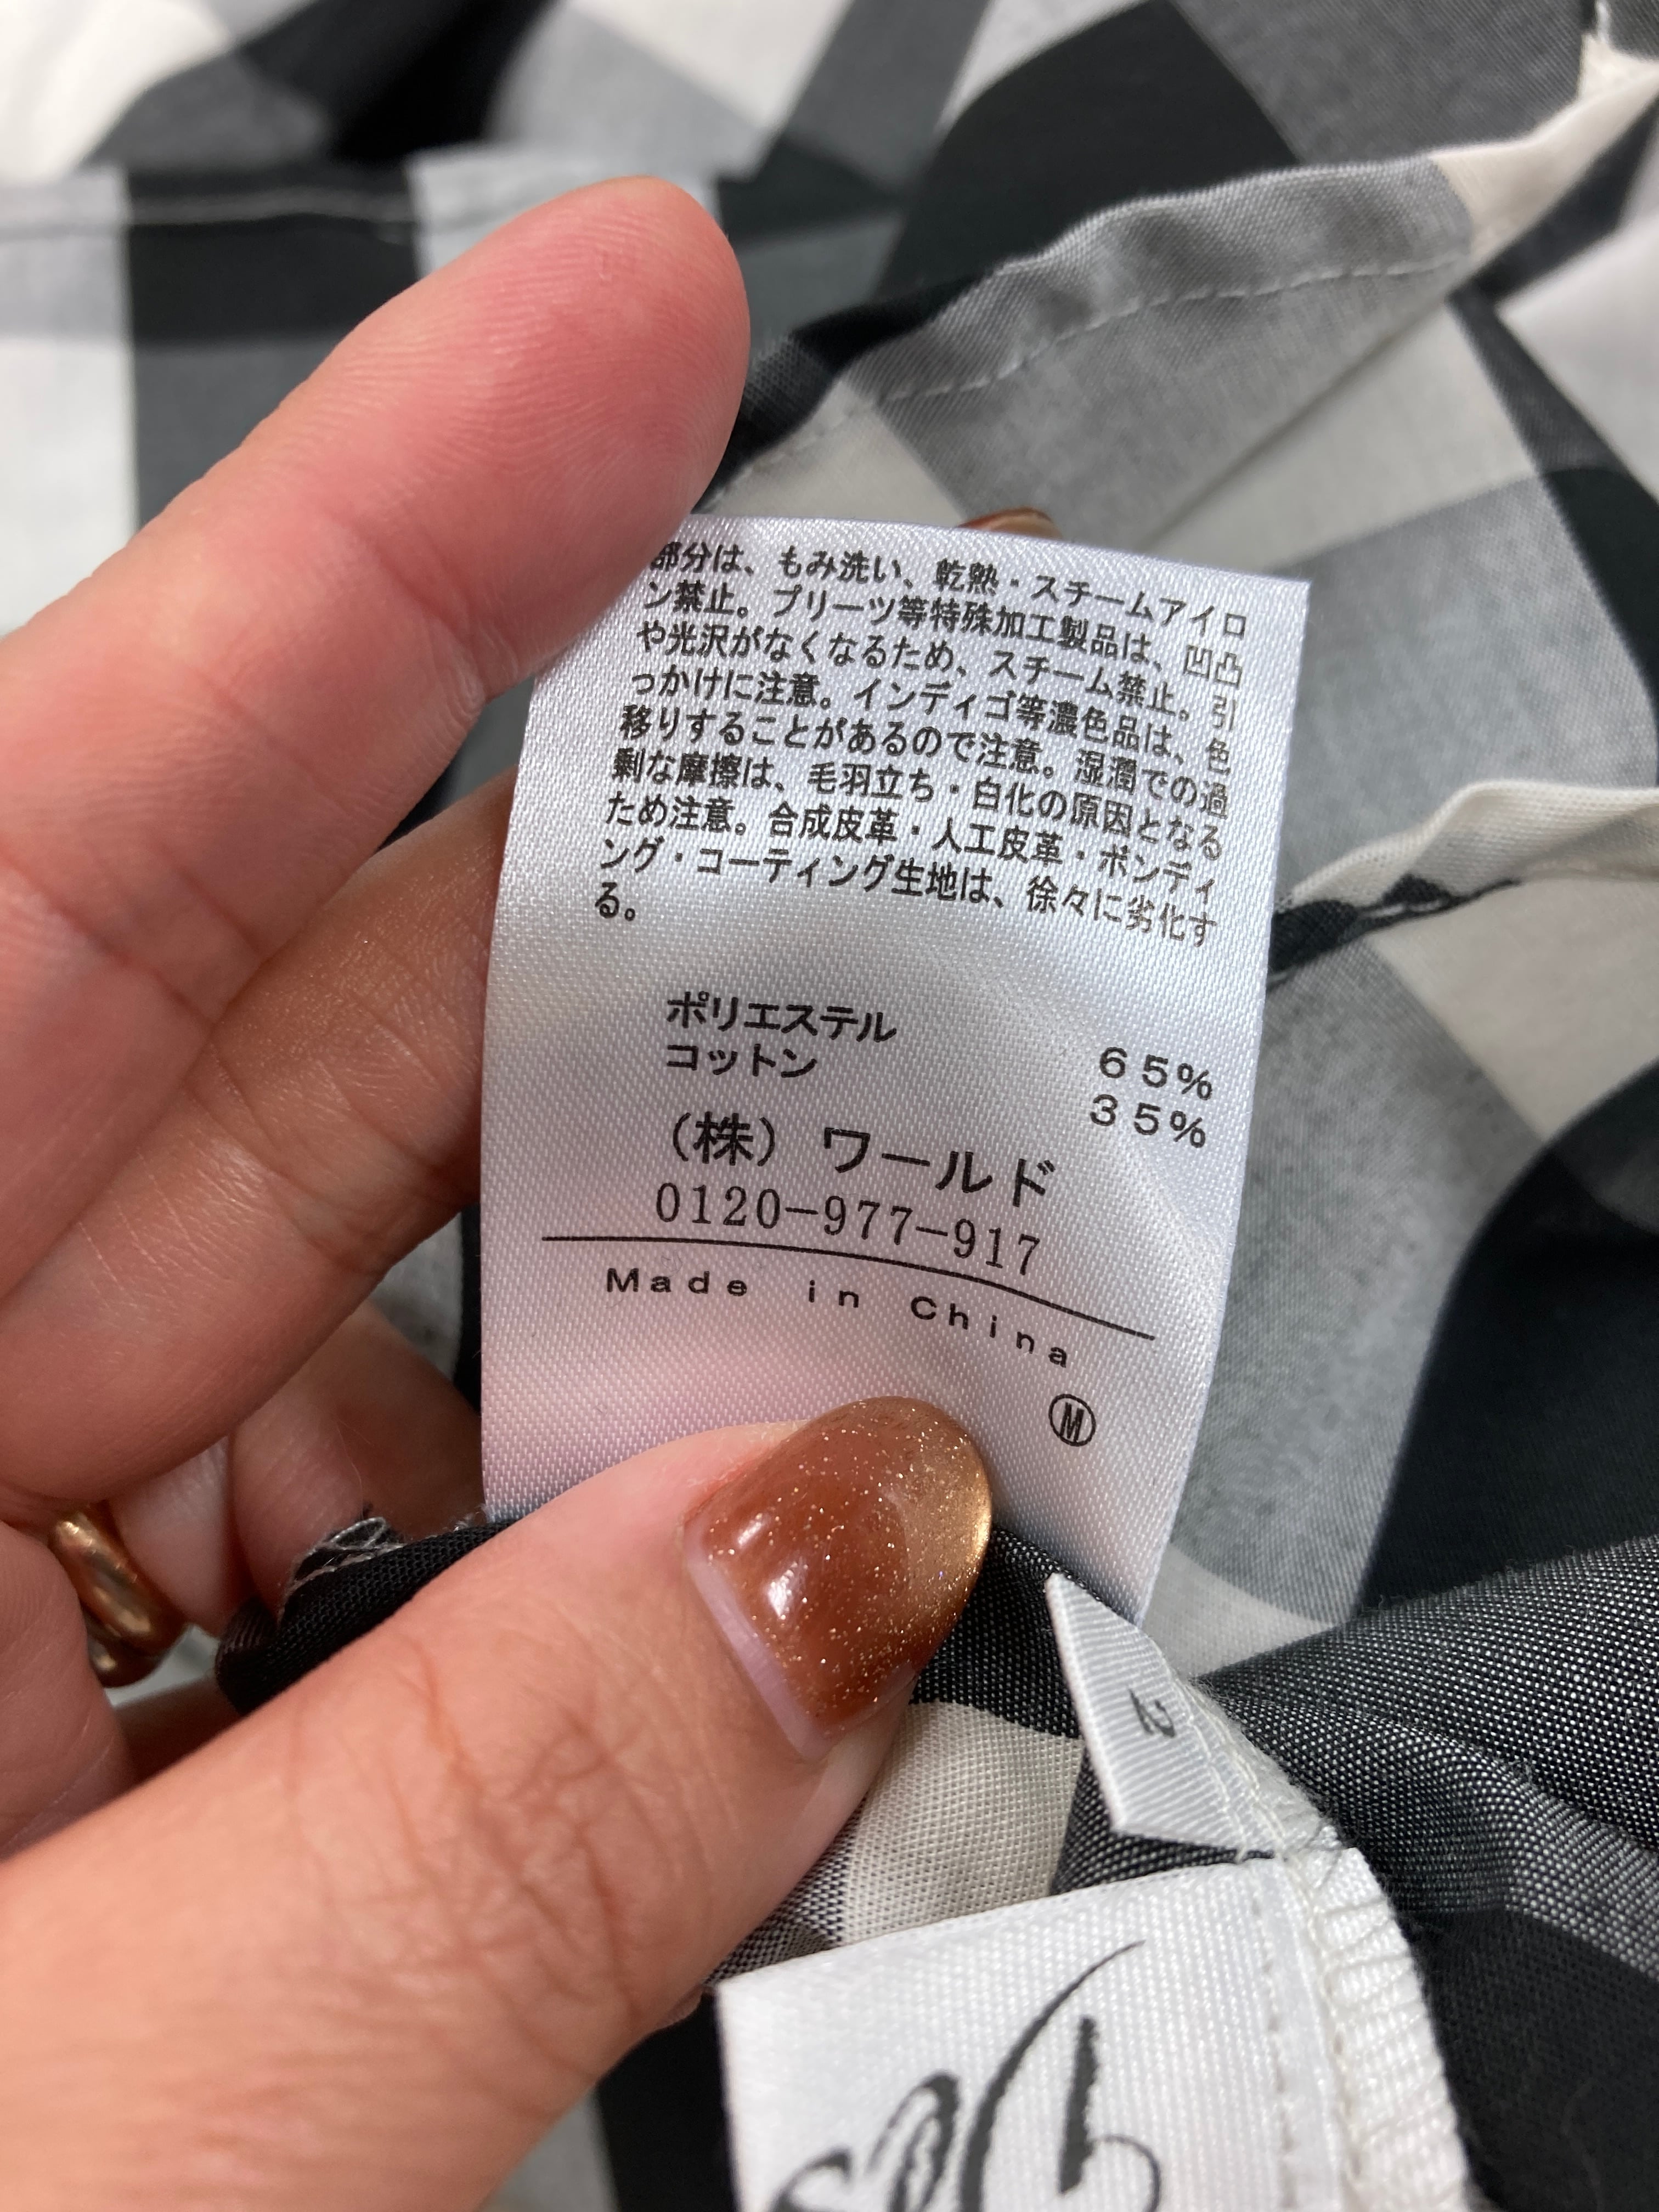 部分は、もみ洗い、乾熱・スチームアイロ
ン禁止。プリーツ等特殊加工製品は、凹凸
や光沢がなくなるため、スチーム禁止。引
っかけに注意。インディゴ等濃色品は、色
移りすることがあるので注意。湿潤での過
剰な摩擦は、毛羽立ち・白化の原因となる
ため注意。合成皮革・人工皮革・ボンディ
ング・コーティング生地は、徐々に劣化す
る。
ポリエステル 65%
コットン 35%
(株) ワールド
0120-977-917
Made in China
Ⓜ
2